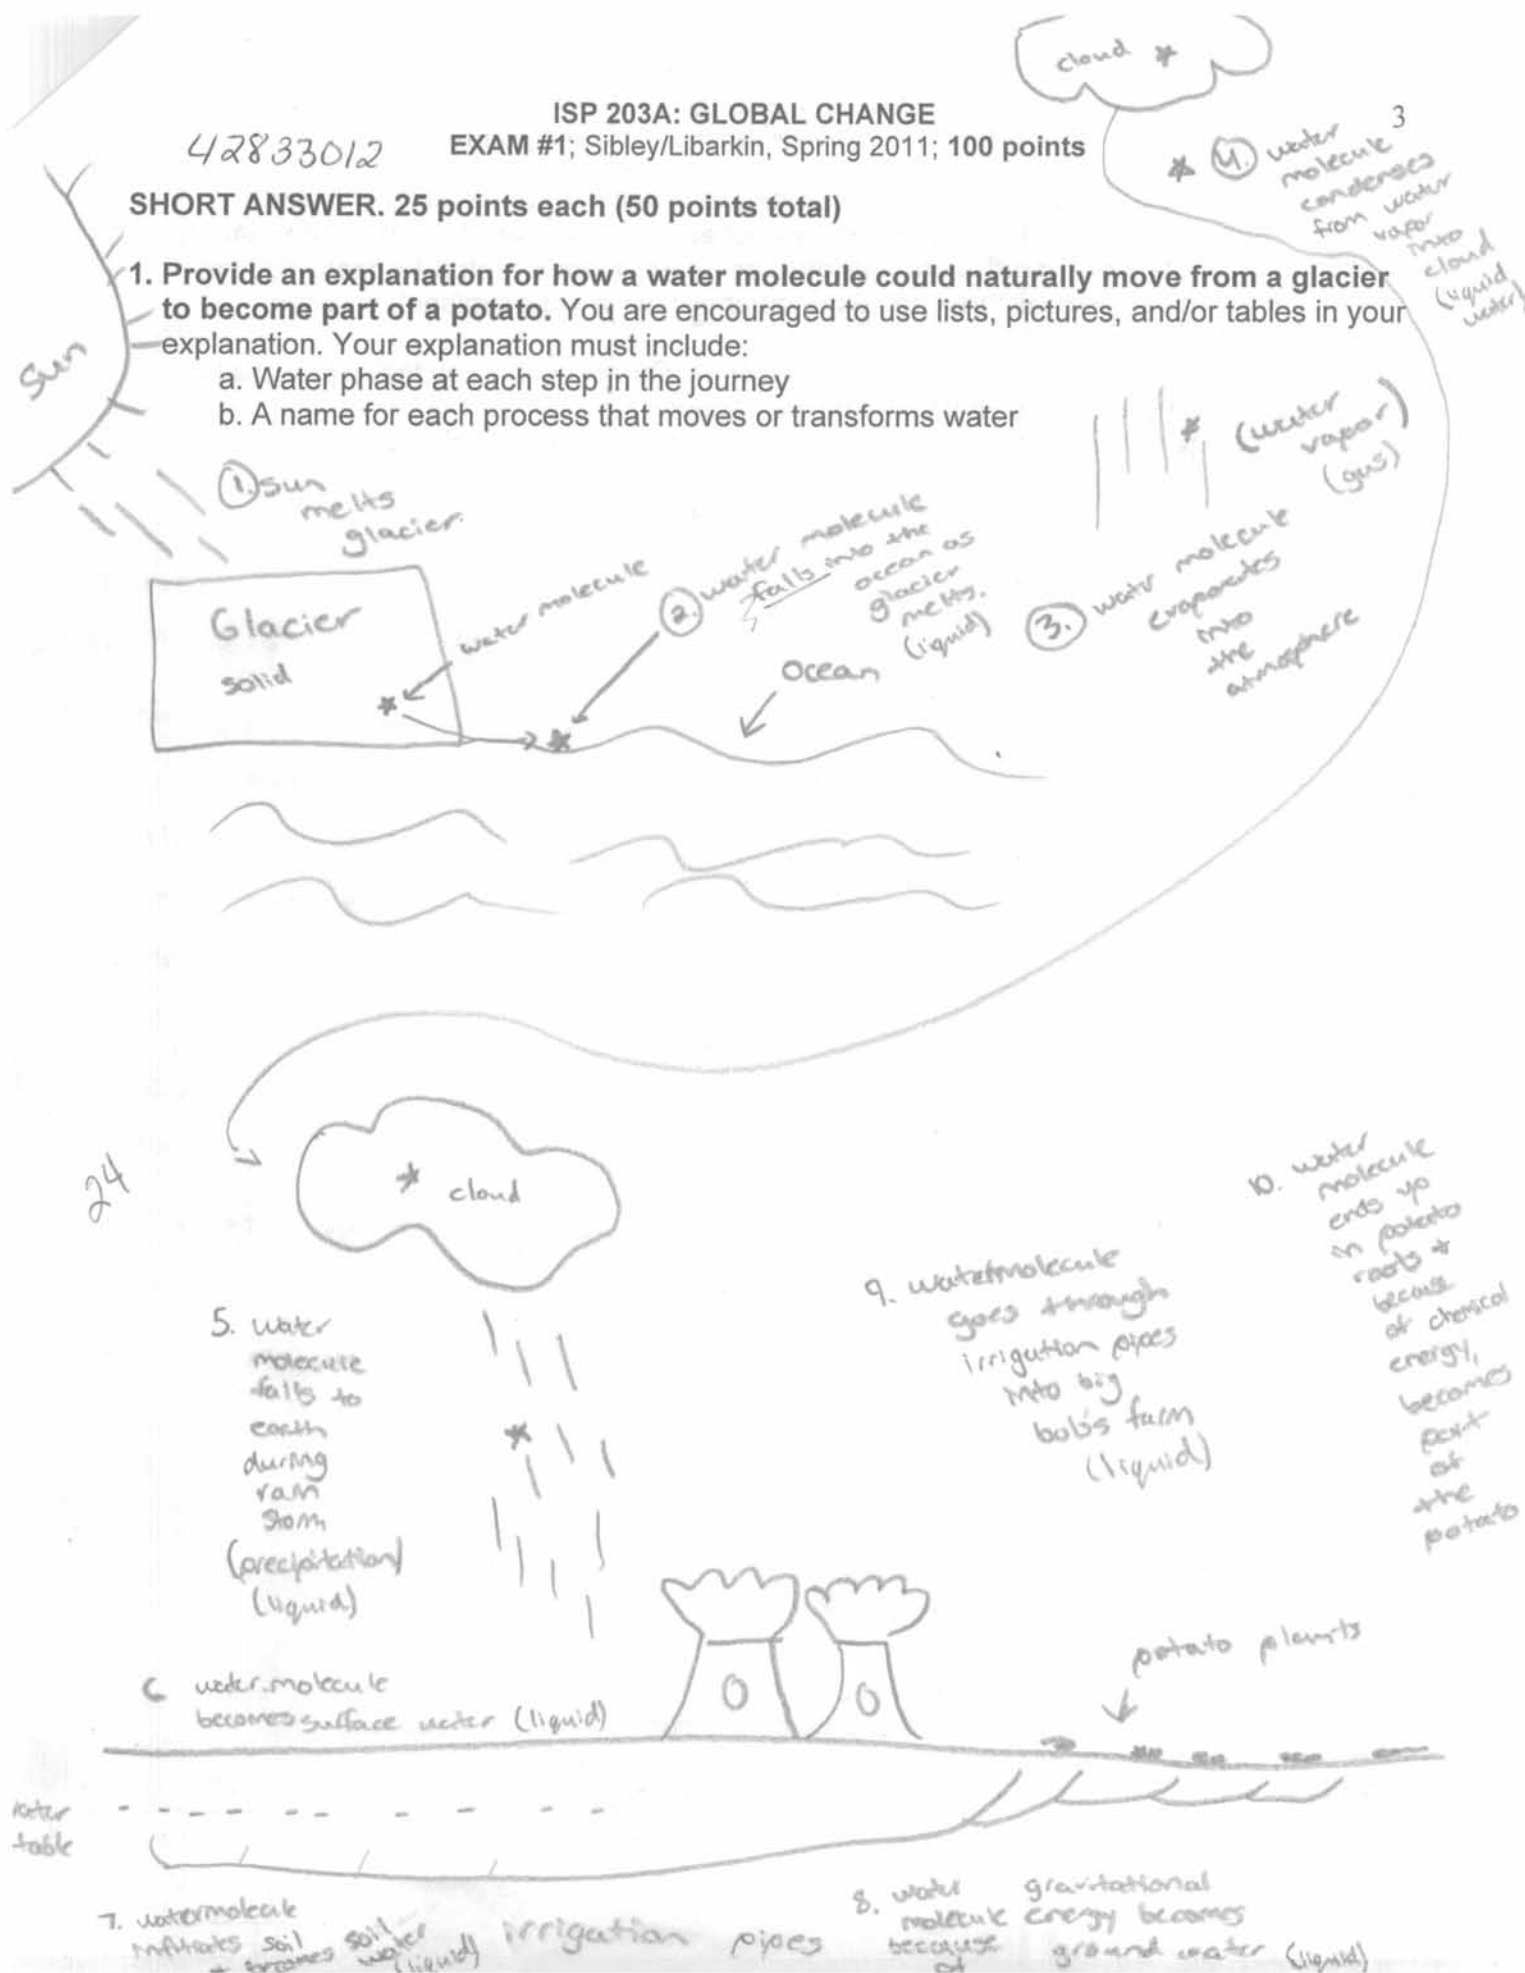 cloud
3
ISP 203A: GLOBAL CHANGE
42833012
EXAM #1; Sibley/Libarkin, Spring 2011; 100 points
4. water
molecule
condenses
from water
vapor
into
cloud
(liquid
water)
SHORT ANSWER. 25 points each (50 points total)
Sun
1. Provide an explanation for how a water molecule could naturally move from a glacier
to become part of a potato. You are encouraged to use lists, pictures, and/or tables in your
explanation. Your explanation must include:
a. Water phase at each step in the journey
b. A name for each process that moves or transforms water
(water
vapor)
(gas)
1. Sun
melts
glacier.
Glacier
solid
water molecule
2. water molecule
falls into the
ocean as
glacier
melts.
(liquid)
Ocean
3. water molecule
evaporates
into
the
atmosphere
24
cloud
5. water
molecule
falls to
earth
during
rain
storm
(precipitation)
(liquid)
9. watermolecule
goes through
irrigation pipes
into big
bob's farm
(liquid)
10. water
molecule
ends up
in potato
roots +
because
of chemical
energy,
becomes
part
of
the
potato
potato plants
6 water molecule
becomes surface water (liquid)
water
table
7. watermolecule
infiltrates soil
+ becomes soil
water
(liquid)
irrigation pipes
8. water gravitational
molecule energy becomes
because ground water (liquid)
of